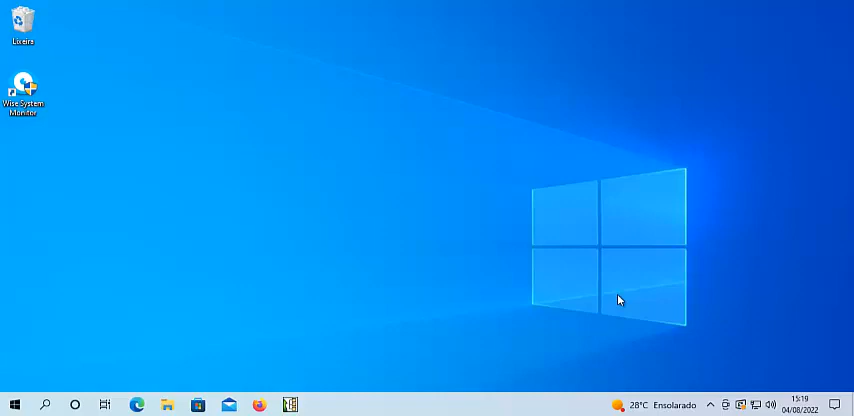 Lixeira
Wise System
Monitor
28°C Ensolarado
15:19
04/08/2022